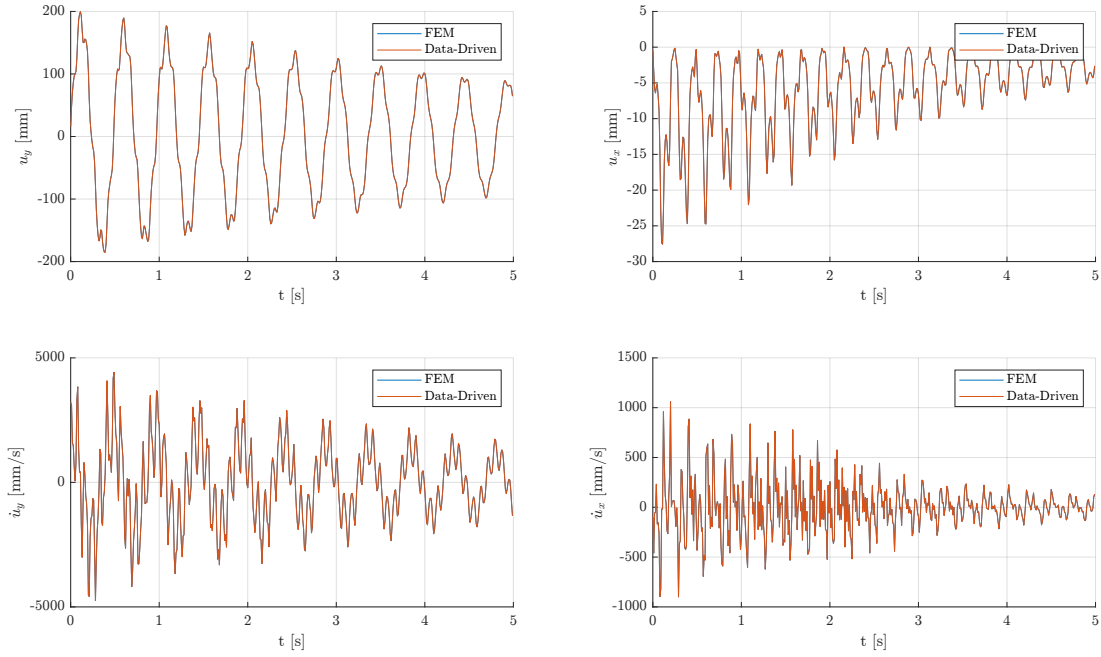 200
100
0
-100
-200
u_y [mm]
0 1 2 3 4 5
t [s]
FEM
Data-Driven
5
0
-5
-10
-15
-20
-25
-30
u_x [mm]
0 1 2 3 4 5
t [s]
FEM
Data-Driven
5000
0
-5000
u̇_y [mm/s]
0 1 2 3 4 5
t [s]
FEM
Data-Driven
1500
1000
500
0
-500
-1000
u̇_x [mm/s]
0 1 2 3 4 5
t [s]
FEM
Data-Driven